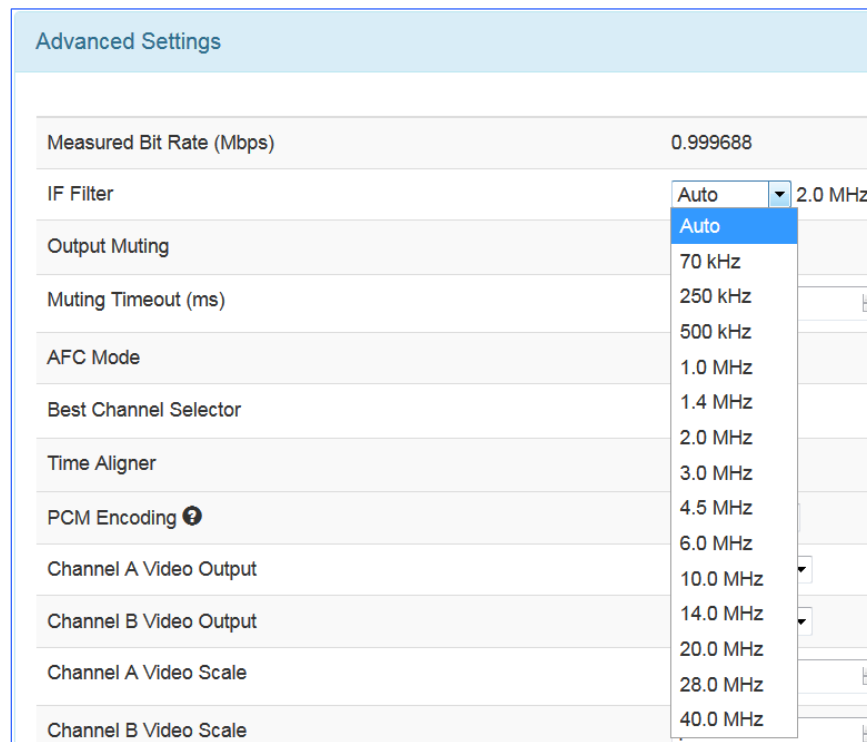 Advanced Settings
Measured Bit Rate (Mbps) 0.999688
IF Filter Auto 2.0 MHz
Auto
Output Muting
70 kHz
250 kHz
Muting Timeout (ms)
500 kHz
AFC Mode
1.0 MHz
1.4 MHz
Best Channel Selector
2.0 MHz
Time Aligner
3.0 MHz
4.5 MHz
PCM Encoding ?
6.0 MHz
Channel A Video Output
10.0 MHz
14.0 MHz
Channel B Video Output
20.0 MHz
Channel A Video Scale
28.0 MHz
40.0 MHz
Channel B Video Scale